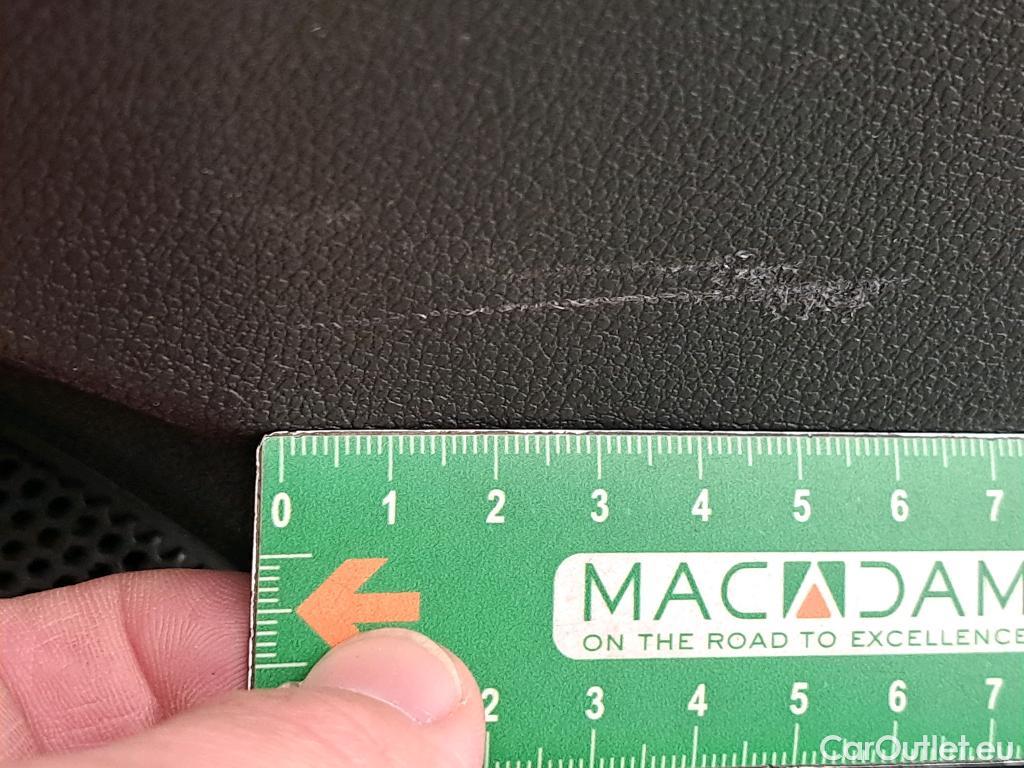 0 1 2 3 4 5 6 7
MACADAM
ON THE ROAD TO EXCELLENCE
2 3 4 5 6 7
CarOutlet.eu